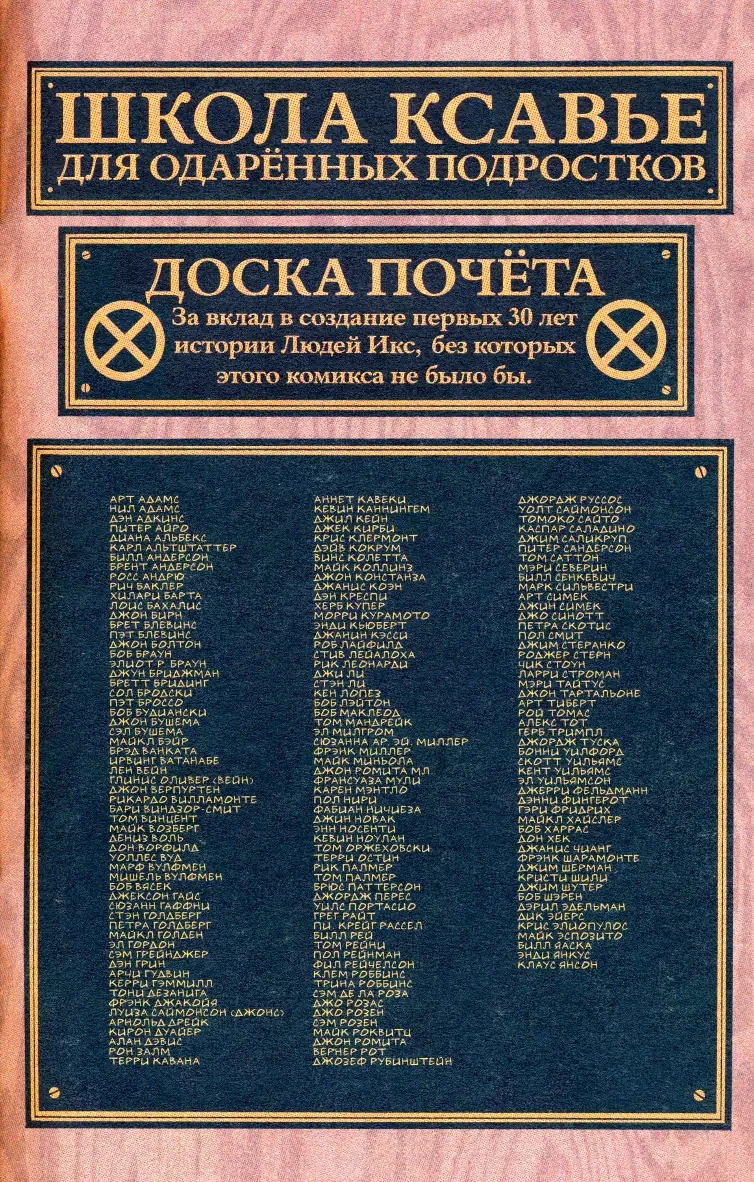 ШКОЛА КСАВЬЕ
ДЛЯ ОДАРЁННЫХ ПОДРОСТКОВ
ДОСКА ПОЧЁТА
За вклад в создание первых 30 лет
истории Людей Икс, без которых
этого комикса не было бы.
АРТ АДАМС
НИЛ АДАМС
ДЭН АДКИНС
ПИТЕР АЙРО
ДИАНА АЛЬБЕКС
КАРЛ АЛЬТШТАТТЕР
БИЛЛ АНДЕРСОН
БРЕНТ АНДЕРСОН
РОСС АНДРЮ
РИЧ БАКЛЕР
ХИЛАРИ БАРТА
ЛОИС БАХАЛИС
ДЖОН БИРН
БРЕТ БЛЕВИНС
ПЭТ БЛЕВИНС
ДЖОН БОЛТОН
БОБ БРАУН
ЭЛИОТ Р. БРАУН
ДЖУН БРИДЖМАН
БРЕТТ БРИДИНГ
СОЛ БРОДСКИ
ПЭТ БРОССО
БОБ БУДИАНСКИ
ДЖОН БУШЕМА
СЭЛ БУШЕМА
МАЙКЛ БЭЙР
БРЭД ВАНКАТА
ИРВИНГ ВАТАНАБЕ
ЛЕН ВЕЙН
ГЛИНИС ОЛИВЕР (ВЕЙН)
ДЖОН ВЕРПУРТЕН
РИКАРДО ВИЛЛАМОНТЕ
БАРИ ВИНДЗОР-СМИТ
ТОМ ВИНЦЕНТ
МАЙК ВОЗБЕРГ
ДЕНИЗ ВОЛЬ
ДОН ВОРФИЛД
УОЛЛЕС ВУД
МАРФ ВУЛФМЕН
МИШЕЛЬ ВУЛФМЕН
БОБ ВЯСЕК
ДЖЕКСОН ГАЙС
СЮЗАНН ГАФФНИ
СТЭН ГОЛДБЕРГ
ПЕТРА ГОЛДБЕРГ
МАЙКЛ ГОЛДЕН
ЭЛ ГОРДОН
СЭМ ГРЕЙНДЖЕР
ДЭН ГРИН
АРЧИ ГУДВИН
КЕРРИ ГЭММИЛЛ
ТОНИ ДЕЗАНИГА
ФРЭНК ДЖАКОЙЯ
ЛУИЗА САЙМОНСОН (ДЖОНС)
АРНОЛЬД ДРЕЙК
КИРОН ДУАЙЕР
АЛАН ДЭВИС
РОН ЗАЛМ
ТЕРРИ КАВАНА
АННЕТ КАВЕКИ
КЕВИН КАННИНГЕМ
ДЖИЛ КЕЙН
ДЖЕК КИРБИ
КРИС КЛЕРМОНТ
ДЭЙВ КОКРУМ
ВИНС КОЛЕТТА
МАЙК КОЛЛИНЗ
ДЖОН КОНСТАНЗА
ДЖАНИС КОЭН
ДЭН КРЕСПИ
ХЕРБ КУПЕР
МОРРИ КУРАМОТО
ЭНДИ КЬЮБЕРТ
ДЖАНИН КЭССИ
РОБ ЛАЙФИЛД
СТИВ ЛЕЙАЛОХА
РИК ЛЕОНАРДИ
ДЖИ ЛИ
СТЭН ЛИ
КЕН ЛОПЕЗ
БОБ ЛЭЙТОН
БОБ МАКЛЕОД
ТОМ МАНДРЕЙК
ЭЛ МИЛГРОМ
СЮЗАННА АР. ЭЙ. МИЛЛЕР
ФРЭНК МИЛЛЕР
МАЙК МИНЬОЛА
ДЖОН РОМИТА МЛ.
ФРАНСУАЗА МУЛИ
КАРЕН МЭНТЛО
ПОЛ НИРИ
ФАБИАН НИЧИЕЗА
ДЖИН НОВАК
ЭНН НОСЕНТИ
КЕВИН НОУЛАН
ТОМ ОРЖЕХОВСКИ
ТЕРРИ ОСТИН
РИК ПАЛМЕР
ТОМ ПАЛМЕР
БРЮС ПАТТЕРСОН
ДЖОРДЖ ПЕРЕС
УИЛС ПОРТАСИО
ГРЕГ РАЙТ
ПИ. КРЕЙГ РАССЕЛ
БИЛЛ РЕЙ
ТОМ РЕЙНИ
ПОЛ РЕЙНМАН
ФИЛ РЕЙЧЕЛСОН
КЛЕМ РОББИНС
ТРИНА РОББИНС
СЭМ ДЕ ЛА РОЗА
ДЖО РОЗАС
ДЖО РОЗЕН
СЭМ РОЗЕН
МАЙК РОКВИТЦ
ДЖОН РОМИТА
ВЕРНЕР РОТ
ДЖОЗЕФ РУБИНШТЕЙН
ДЖОРДЖ РУССОС
УОЛТ САЙМОНСОН
ТОМОКО САЙТО
КАСПАР САЛАДИНО
ДЖИМ САЛИКРУП
ПИТЕР САНДЕРСОН
ТОМ САТТОН
МЭРИ СЕВЕРИН
БИЛЛ СЕНКЕВИЧ
МАРК СИЛЬВЕСТРИ
АРТ СИМЕК
ДЖИН СИМЕК
ДЖО СИНОТТ
ПЕТРА СКОТИС
ПОЛ СМИТ
ДЖИМ СТЕРАНКО
РОДЖЕР СТЕРН
ЧИК СТОУН
ЛАРРИ СТРОМАН
МЭРИ ТАЙТУС
ДЖОН ТАРТАЛЬОНЕ
АРТ ТИБЕРТ
РОЙ ТОМАС
АЛЕКС ТОТ
ГЕРБ ТРИМПЛ
ДЖОРДЖ ТУСКА
БОННИ УИЛФОРД
СКОТТ УИЛЬЯМС
КЕНТ УИЛЬЯМС
ЭЛ УИЛЬЯМСОН
ДЖЕРРИ ФЕЛЬДМАНН
ДЭННИ ФИНГЕРОТ
ГЭРИ ФРИДРИХ
МАЙКЛ ХАЙСЛЕР
БОБ ХАРРАС
ДОН ХЕК
ДЖАНИС ЧИАНГ
ФРЭНК ШАРАМОНТЕ
ДЖИМ ШЕРМАН
КРИСТИ ШИЛИ
ДЖИМ ШУТЕР
БОБ ШЭРЕН
ДЭРИЛ ЭДЕЛЬМАН
ДИК ЭЙЕРС
КРИС ЭЛИОПУЛОС
МАЙК ЭСПОЗИТО
БИЛЛ ЯАСКА
ЭНДИ ЯНКУС
КЛАУС ЯНСОН